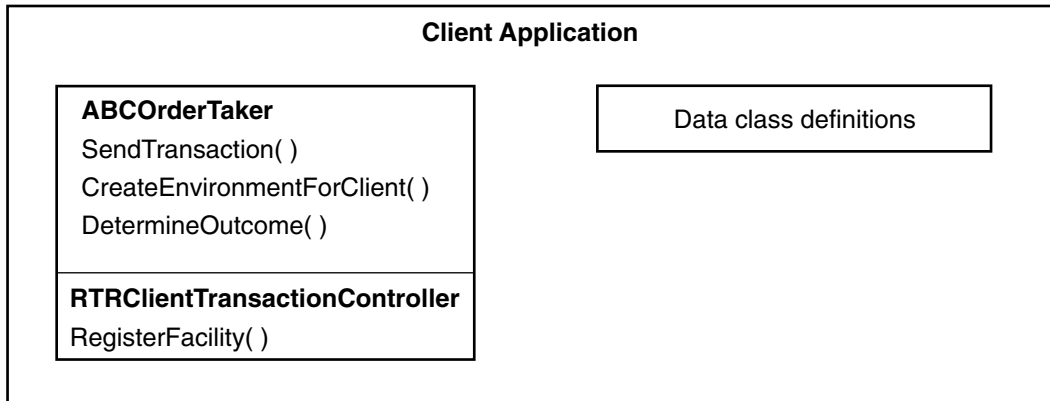 Client Application
ABCOrderTaker
SendTransaction( )
CreateEnvironmentForClient( )
DetermineOutcome( )
RTRClientTransactionController
RegisterFacility( )
Data class definitions